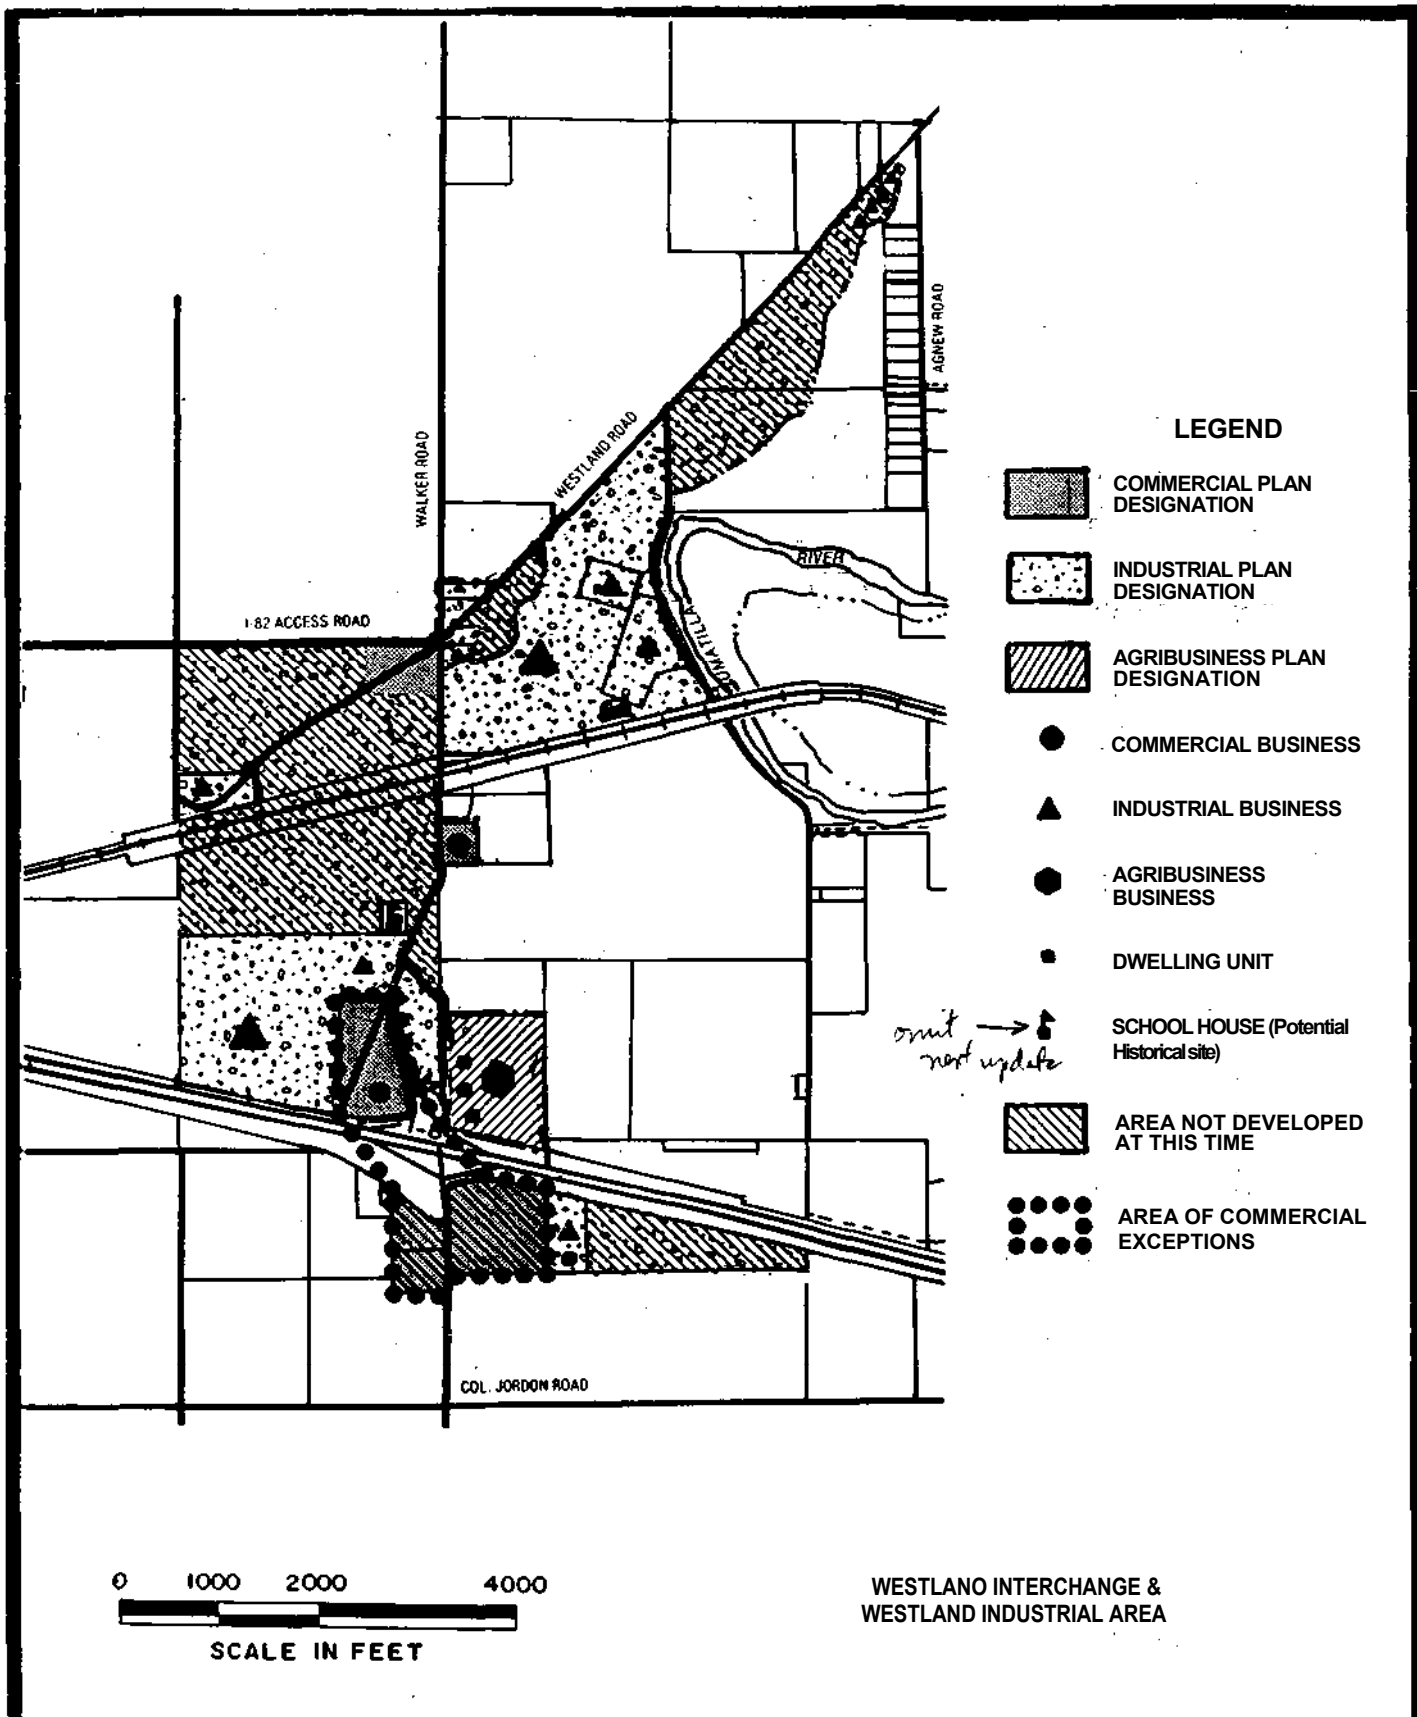 AGNEW ROAD
WALKER ROAD
WESTLAND ROAD
RIVER
UMATILLA
I-82 ACCESS ROAD
COL. JORDON ROAD
LEGEND
COMMERCIAL PLAN
DESIGNATION
INDUSTRIAL PLAN
DESIGNATION
AGRIBUSINESS PLAN
DESIGNATION
COMMERCIAL BUSINESS
INDUSTRIAL BUSINESS
AGRIBUSINESS
BUSINESS
DWELLING UNIT
omit
next update
SCHOOL HOUSE (Potential
Historical site)
AREA NOT DEVELOPED
AT THIS TIME
AREA OF COMMERCIAL
EXCEPTIONS
0 1000 2000 4000
SCALE IN FEET
WESTLANO INTERCHANGE &
WESTLAND INDUSTRIAL AREA